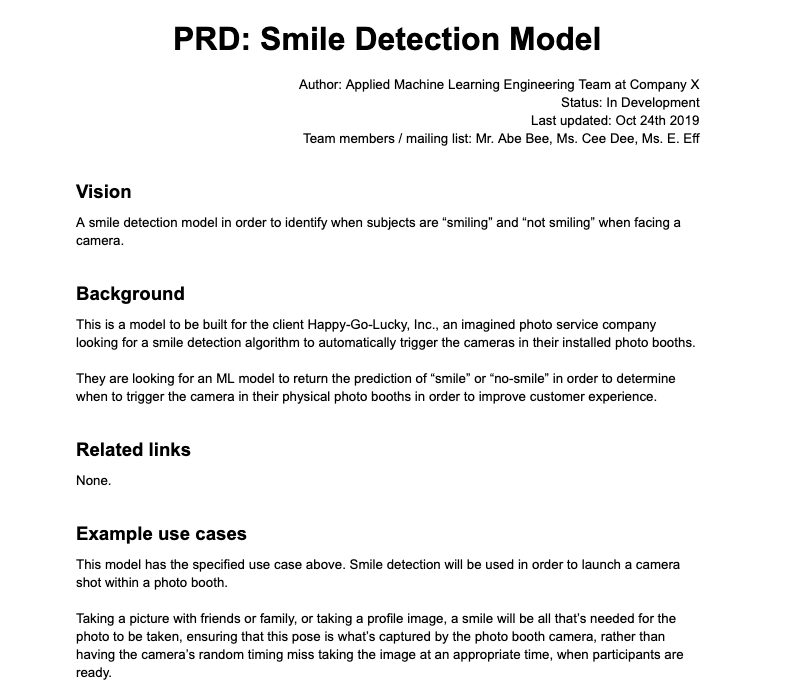 PRD: Smile Detection Model
Author: Applied Machine Learning Engineering Team at Company X
Status: In Development
Last updated: Oct 24th 2019
Team members / mailing list: Mr. Abe Bee, Ms. Cee Dee, Ms. E. Eff
Vision
A smile detection model in order to identify when subjects are “smiling” and “not smiling” when facing a
camera.
Background
This is a model to be built for the client Happy-Go-Lucky, Inc., an imagined photo service company
looking for a smile detection algorithm to automatically trigger the cameras in their installed photo booths.
They are looking for an ML model to return the prediction of “smile” or “no-smile” in order to determine
when to trigger the camera in their physical photo booths in order to improve customer experience.
Related links
None.
Example use cases
This model has the specified use case above. Smile detection will be used in order to launch a camera
shot within a photo booth.
Taking a picture with friends or family, or taking a profile image, a smile will be all that’s needed for the
photo to be taken, ensuring that this pose is what’s captured by the photo booth camera, rather than
having the camera’s random timing miss taking the image at an appropriate time, when participants are
ready.